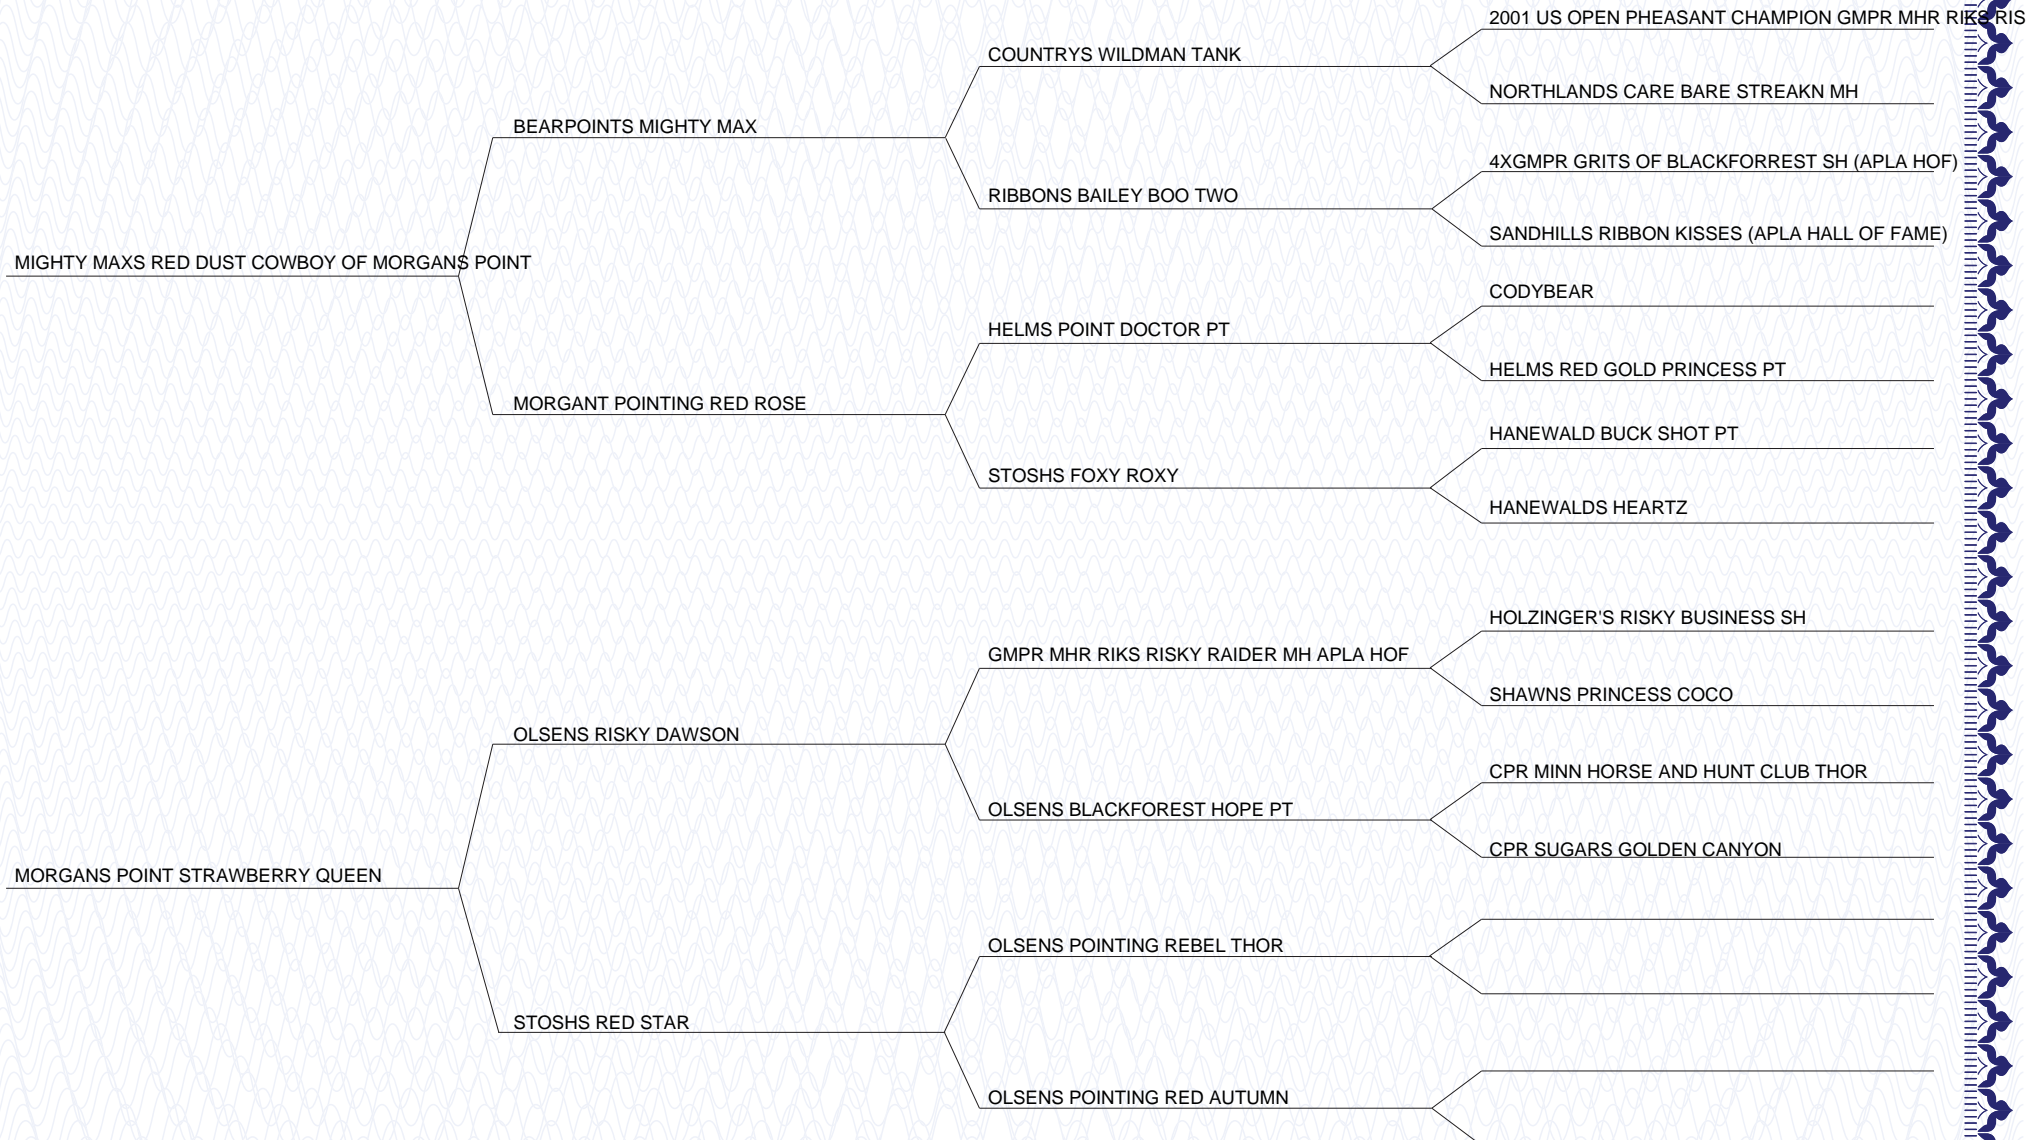 2001 US OPEN PHEASANT CHAMPION GMPR MHR RIKS RIS
COUNTRYS WILDMAN TANK
NORTHLANDS CARE BARE STREAKN MH
BEARPOINTS MIGHTY MAX
4XGMPR GRITS OF BLACKFORREST SH (APLA HOF)
RIBBONS BAILEY BOO TWO
SANDHILLS RIBBON KISSES (APLA HALL OF FAME)
MIGHTY MAXS RED DUST COWBOY OF MORGANS POINT
CODYBEAR
HELMS POINT DOCTOR PT
HELMS RED GOLD PRINCESS PT
MORGANT POINTING RED ROSE
HANEWALD BUCK SHOT PT
STOSHS FOXY ROXY
HANEWALDS HEARTZ
HOLZINGER'S RISKY BUSINESS SH
GMPR MHR RIKS RISKY RAIDER MH APLA HOF
SHAWNS PRINCESS COCO
OLSENS RISKY DAWSON
CPR MINN HORSE AND HUNT CLUB THOR
OLSENS BLACKFOREST HOPE PT
CPR SUGARS GOLDEN CANYON
MORGANS POINT STRAWBERRY QUEEN
OLSENS POINTING REBEL THOR
STOSHS RED STAR
OLSENS POINTING RED AUTUMN